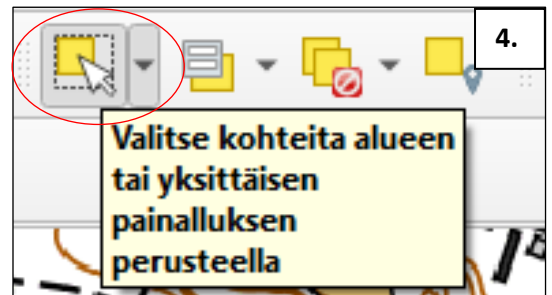 4.
Valitse kohteita alueen
tai yksittäisen
painalluksen
perusteella